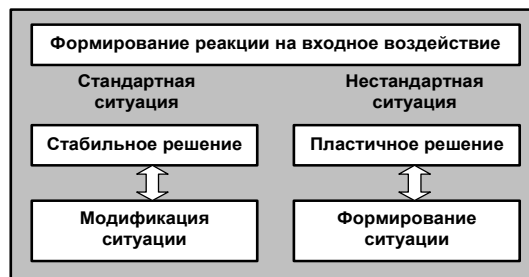 Формирование реакции на входное воздействие
Стандартная
ситуация
Нестандартная
ситуация
Стабильное решение
Пластичное решение
Модификация
ситуации
Формирование
ситуации